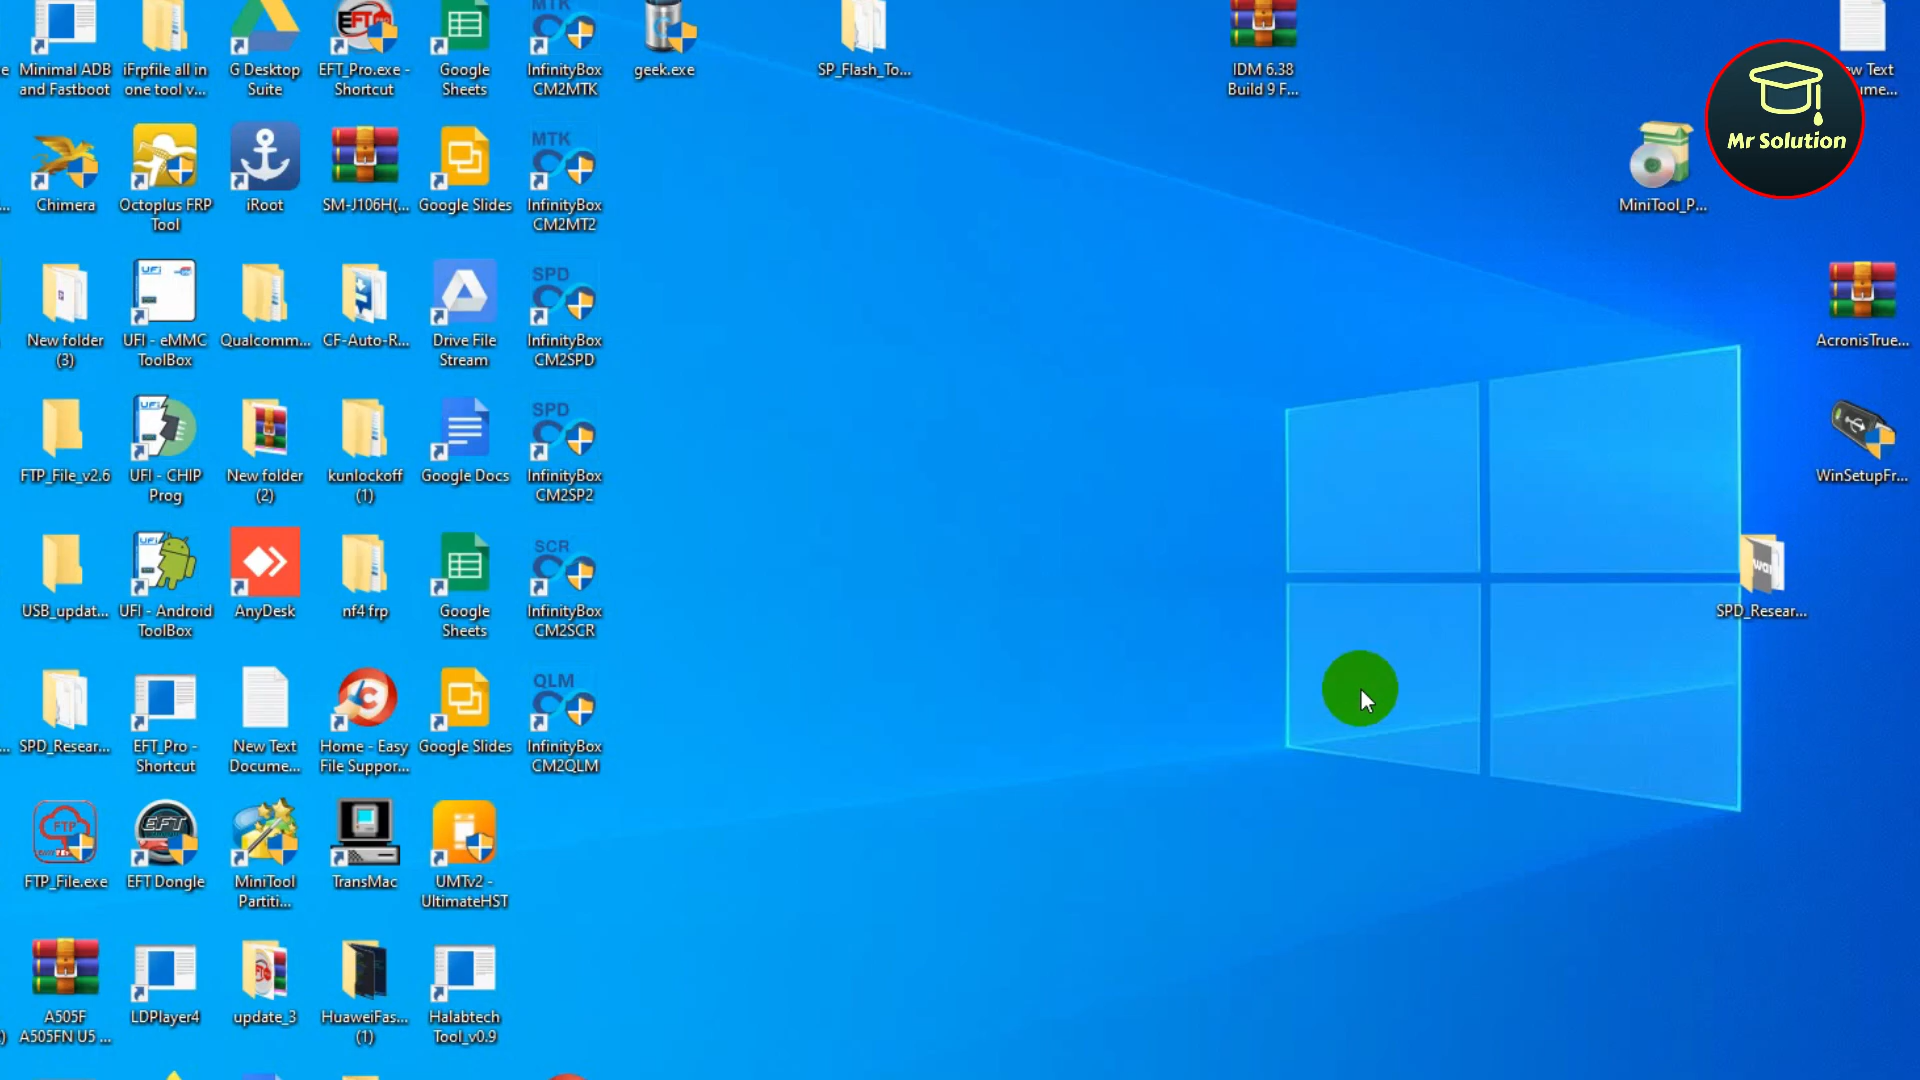 Minimal ADB
and Fastboot
iFrpfile all in
one tool v...
G Desktop
Suite
EFT_Pro.exe -
Shortcut
Google
Sheets
MTK
InfinityBox
CM2MTK
geek.exe
SP_Flash_To...
IDM 6.38
Build 9 F...
Mr Solution
Chimera
Octoplus FRP
Tool
iRoot
SM-J106H(...
Google Slides
MTK
InfinityBox
CM2MT2
MiniTool_P...
New folder
(3)
UFI
UFI - eMMC
ToolBox
Qualcomm...
CF-Auto-R...
Drive File
Stream
SPD
InfinityBox
CM2SPD
AcronisTrue...
FTP_File_v2.6
UFI
UFI - CHIP
Prog
New folder
(2)
kunlockoff
(1)
Google Docs
SPD
InfinityBox
CM2SP2
WinSetupFr...
USB_updat...
UFI
UFI - Android
ToolBox
AnyDesk
nf4 frp
Google
Sheets
SCR
InfinityBox
CM2SCR
SPD_Resear...
SPD_Resear...
EFT_Pro -
Shortcut
New Text
Docume...
Home - Easy
File Suppor...
Google Slides
QLM
InfinityBox
CM2QLM
FTP
FTP_File.exe
EFT
EFT Dongle
MiniTool
Partiti...
TransMac
UMTv2 -
UltimateHST
A505F
A505FN U5 ...
LDPlayer4
update_3
HuaweiFas...
(1)
Halabtech
Tool_v0.9